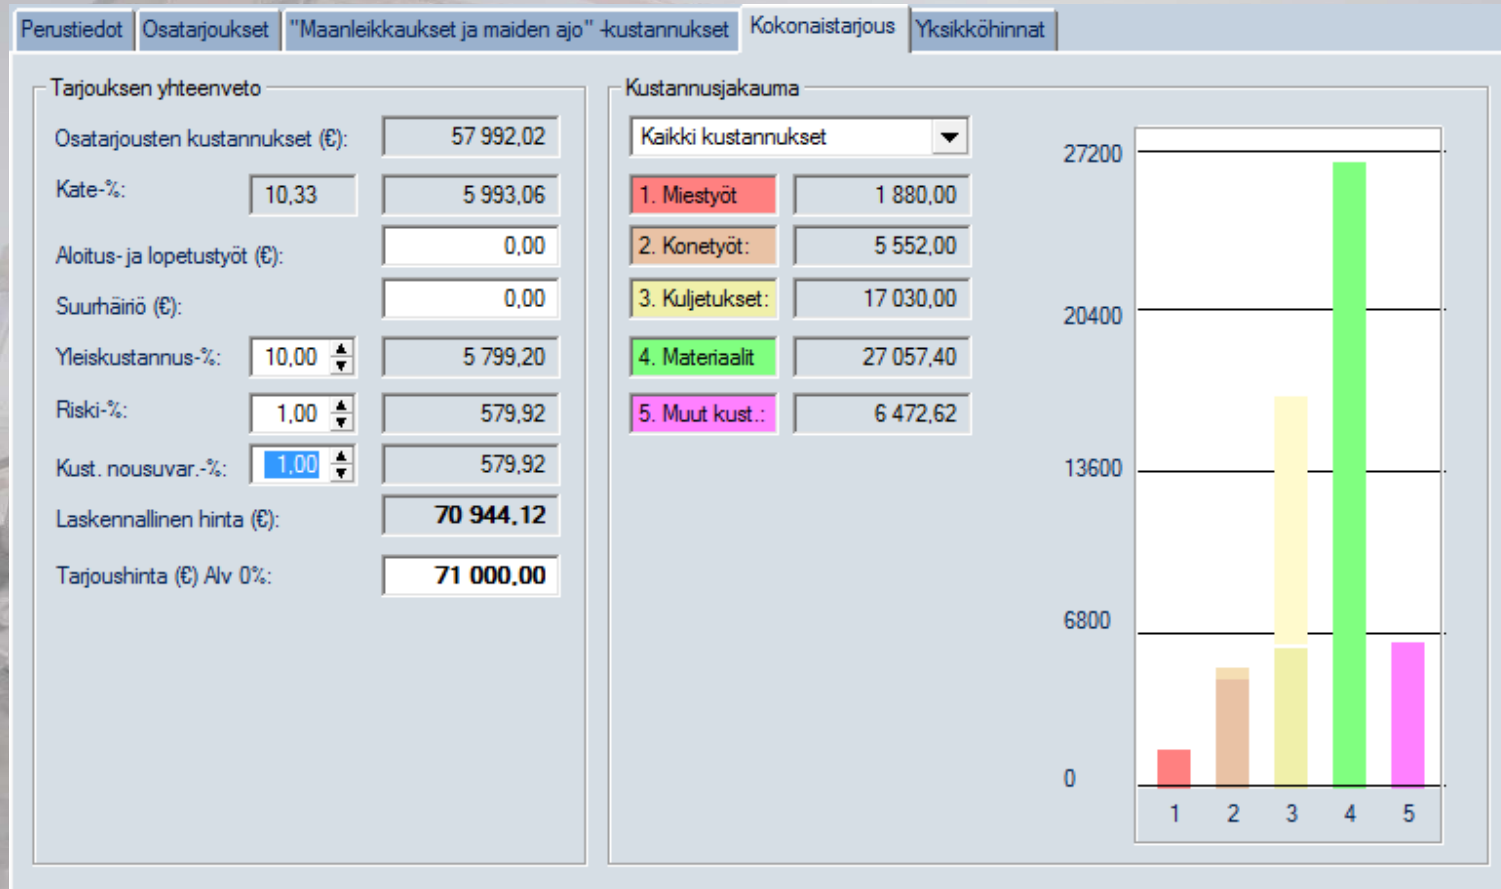 Perustiedot Osatarjoukset "Maanleikkaukset ja maiden ajo" -kustannukset Kokonaistarjous Yksikköhinnat
Tarjouksen yhteenveto
Osatarjousten kustannukset (€): 57 992,02
Kate-%: 10,33 5 993,06
Aloitus- ja lopetustyöt (€): 0,00
Suurhäiriö (€): 0,00
Yleiskustannus-%: 10,00 5 799,20
Riski-%: 1,00 579,92
Kust. nousuvar.-%: 1,00 579,92
Laskennallinen hinta (€): 70 944,12
Tarjoushinta (€) Alv 0%: 71 000,00
Kustannusjakauma
Kaikki kustannukset
1. Miestyöt 1 880,00
2. Konetyöt: 5 552,00
3. Kuljetukset: 17 030,00
4. Materiaalit 27 057,40
5. Muut kust.: 6 472,62
27200
20400
13600
6800
0
1 2 3 4 5